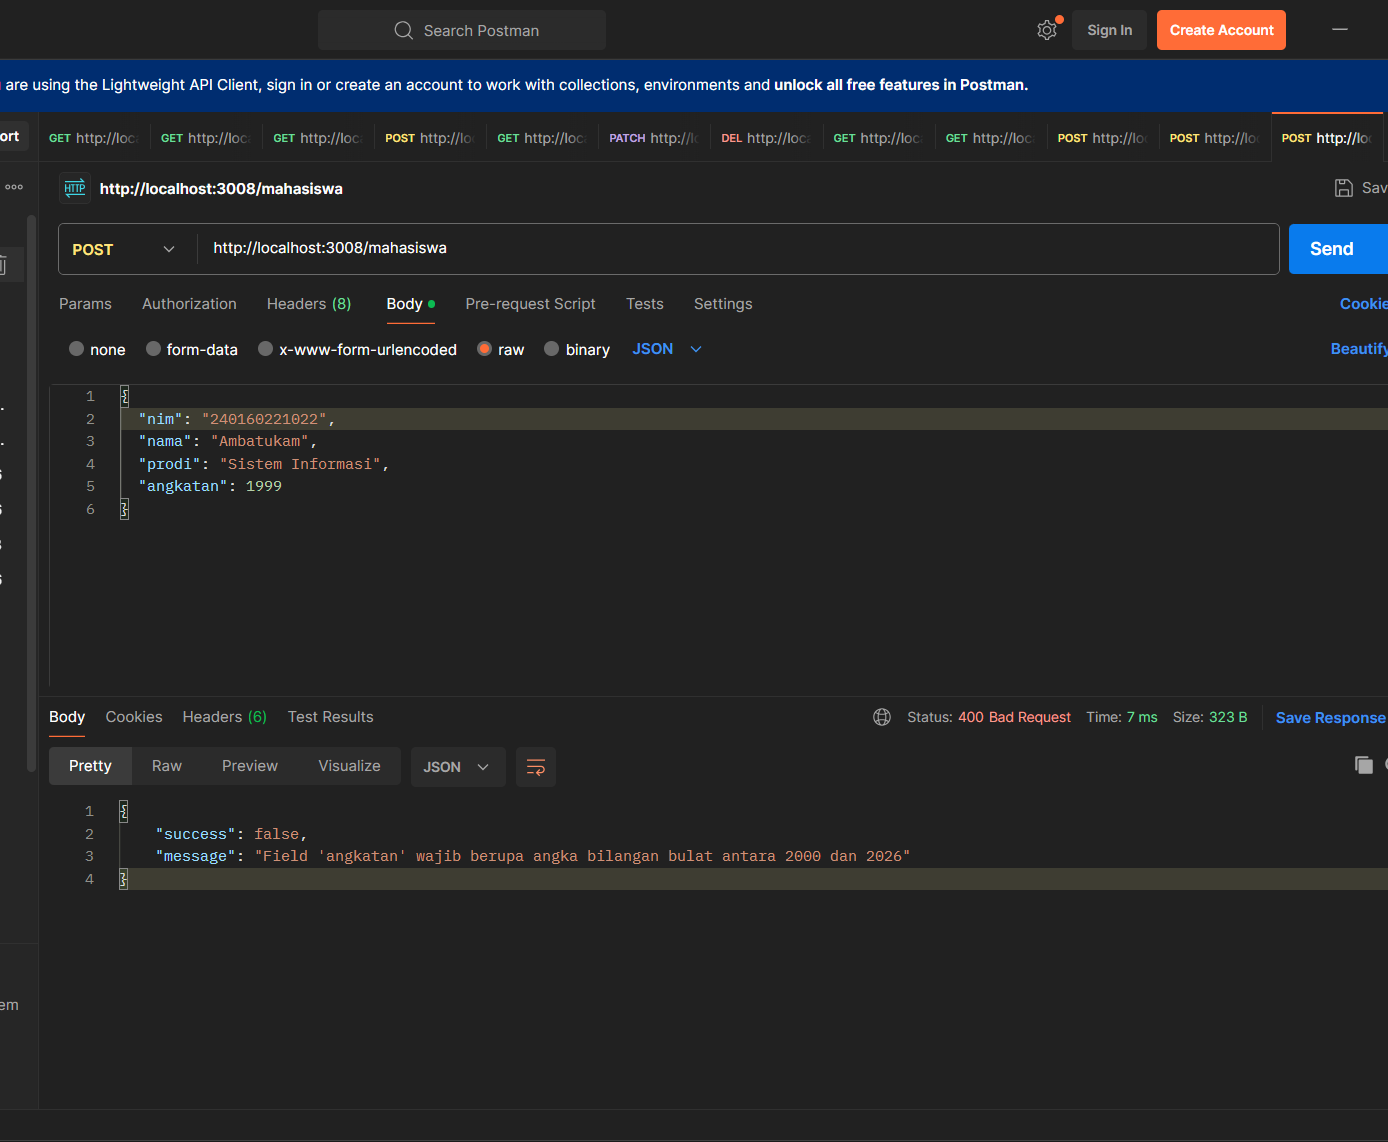 Search Postman
Sign In
Create Account
are using the Lightweight API Client, sign in or create an account to work with collections, environments and unlock all free features in Postman.
ort
GET http://loc
GET http://loc
GET http://loc
POST http://lo
GET http://loc
PATCH http://l
DEL http://loca
GET http://loc
GET http://loc
POST http://lo
POST http://lo
POST http://lo
HTTP
http://localhost:3008/mahasiswa
Sav
POST
http://localhost:3008/mahasiswa
Send
Params
Authorization
Headers (8)
Body
Pre-request Script
Tests
Settings
Cookie
none
form-data
x-www-form-urlencoded
raw
binary
JSON
Beautify
1 {
2 "nim": "240160221022",
3 "nama": "Ambatukam",
4 "prodi": "Sistem Informasi",
5 "angkatan": 1999
6 }
Body
Cookies
Headers (6)
Test Results
Status: 400 Bad Request
Time: 7 ms
Size: 323 B
Save Response
Pretty
Raw
Preview
Visualize
JSON
1 {
2 "success": false,
3 "message": "Field 'angkatan' wajib berupa angka bilangan bulat antara 2000 dan 2026"
4 }
em